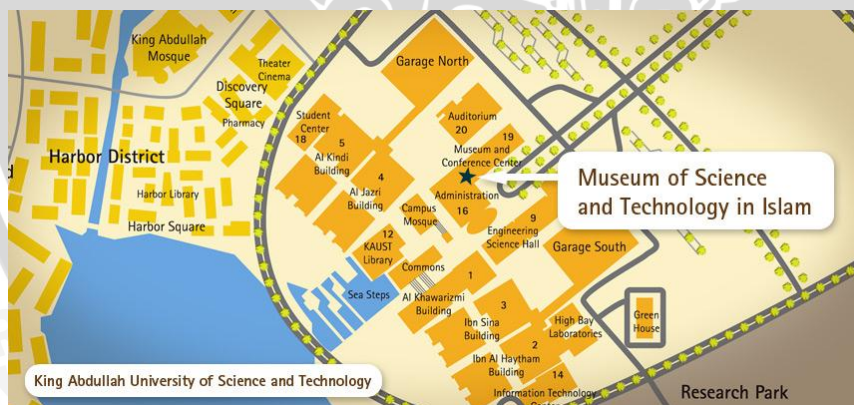 King Abdullah
Mosque
Theater
Cinema
Discovery
Square
Pharmacy
Harbor District
Harbor Library
Harbor Square
d
Garage North
Student
Center
18
5
Al Kindi
Building
4
Al Jazri
Building
12
KAUST
Library
Sea Steps
Auditorium
20
19
Museum and
Conference Center
Administration
16
Campus
Mosque
Commons
9
Engineering
Science Hall
Garage South
1
Al Khawarizmi
Building
3
Ibn Sina
Building
2
Ibn Al Haytham
Building
High Bay
Laboratories
14
Information Technology
Green
House
Research Park
Museum of Science
and Technology in Islam
King Abdullah University of Science and Technology